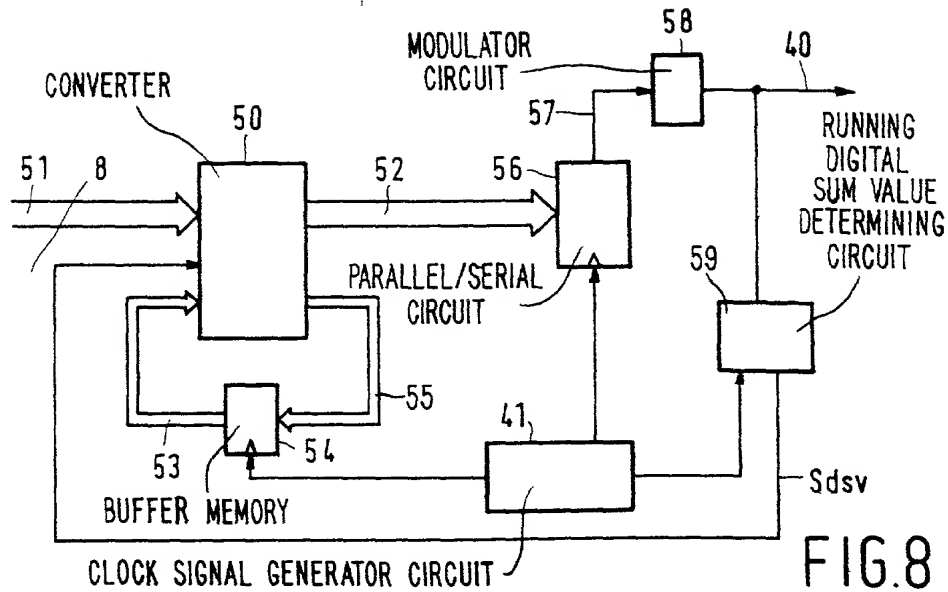 58
40
MODULATOR
CIRCUIT
CONVERTER
50
57
RUNNING
DIGITAL
SUM VALUE
DETERMINING
CIRCUIT
51
8
52
56
59
PARALLEL/SERIAL
CIRCUIT
55
41
53
54
Sdsv
BUFFER MEMORY
CLOCK SIGNAL GENERATOR CIRCUIT
FIG.8